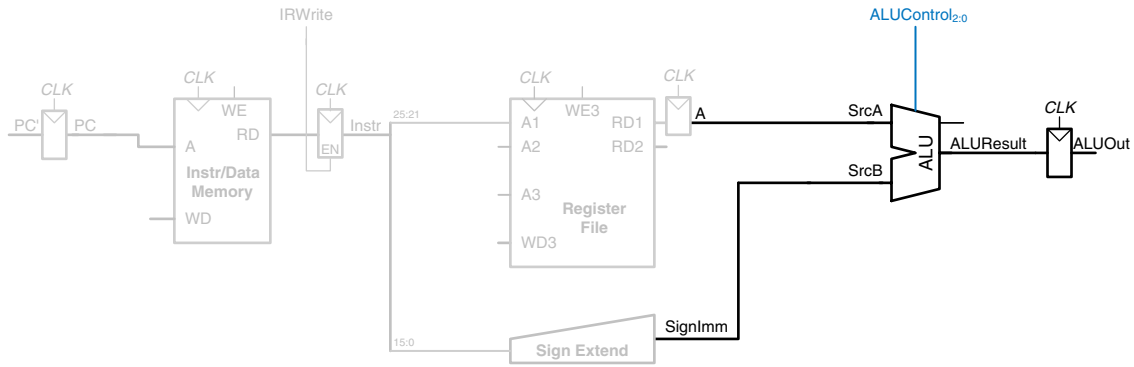 IRWrite
ALUControl2:0
CLK
CLK
CLK
CLK
CLK
CLK
PC'
PC
WE
RD
A
EN
Instr/Data
Memory
WD
Instr
25:21
A1
WE3
RD1
A2
RD2
A3
Register
File
WD3
A
SrcA
SrcB
ALU
ALUResult
ALUOut
SignImm
15:0
Sign Extend